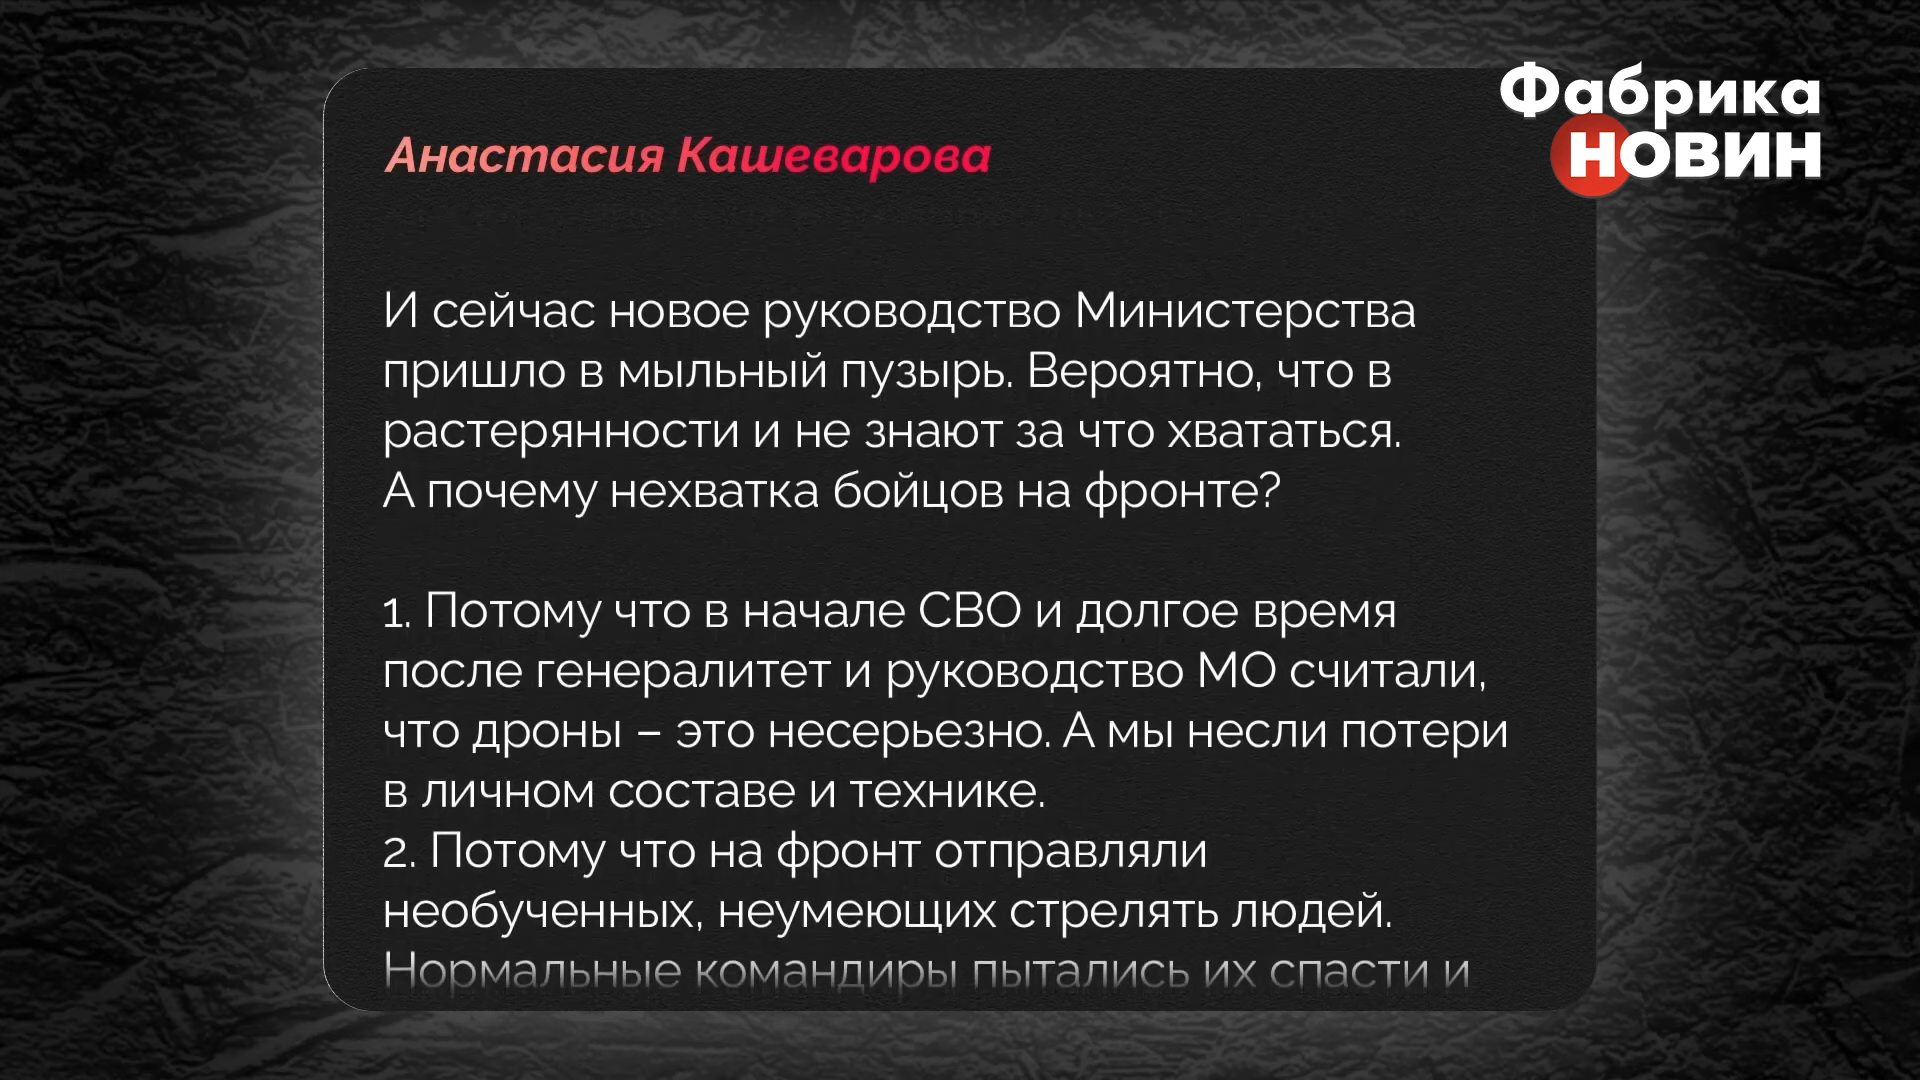 Фабрика
новин
Анастасия Кашеварова
И сейчас новое руководство Министерства
пришло в мыльный пузырь. Вероятно, что в
растерянности и не знают за что хвататься.
А почему нехватка бойцов на фронте?
1. Потому что в начале СВО и долгое время
после генералитет и руководство МО считали,
что дроны – это несерьезно. А мы несли потери
в личном составе и технике.
2. Потому что на фронт отправляли
необученных, неумеющих стрелять людей.
Нормальные командиры пытались их спасти и